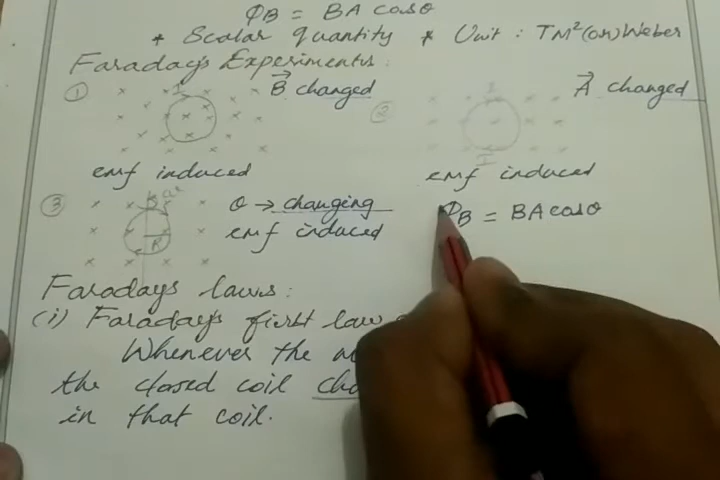 ΦB = BA cosθ
* Scalar quantity * Unit : TM²(or) Weber
Faraday's Experiments:
① I B⃗ changed
② I A⃗ changed
emf induced
emf induced
③ θ → changing
emf induced
ΦB = BA cosθ
Faradays laws:
(i) Faraday's first law
Whenever the
the closed coil
in that coil.